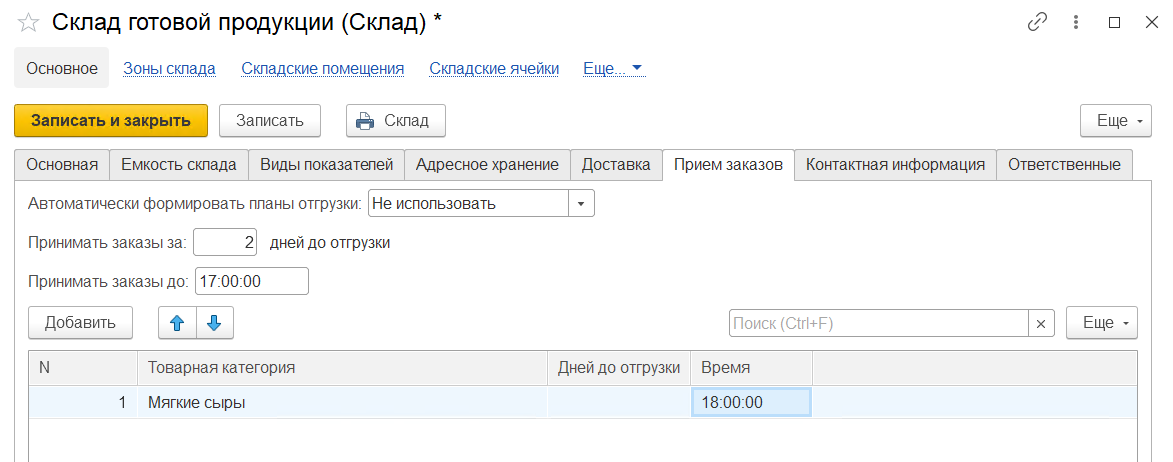 Склад готовой продукции (Склад) *
Основное Зоны склада Складские помещения Складские ячейки Еще...
Записать и закрыть Записать Склад Еще
Основная Емкость склада Виды показателей Адресное хранение Доставка Прием заказов Контактная информация Ответственные
Автоматически формировать планы отгрузки: Не использовать
Принимать заказы за: 2 дней до отгрузки
Принимать заказы до: 17:00:00
Добавить Поиск (Ctrl+F) × Еще
N Товарная категория Дней до отгрузки Время
1 Мягкие сыры 18:00:00